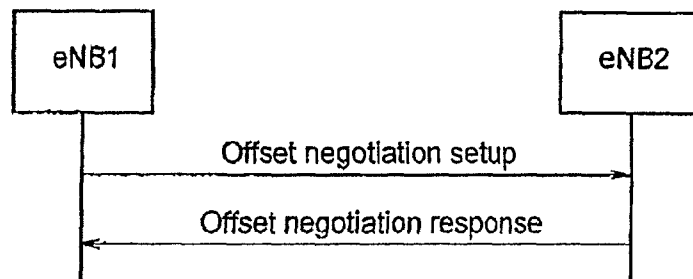 eNB1
eNB2
Offset negotiation setup
Offset negotiation response